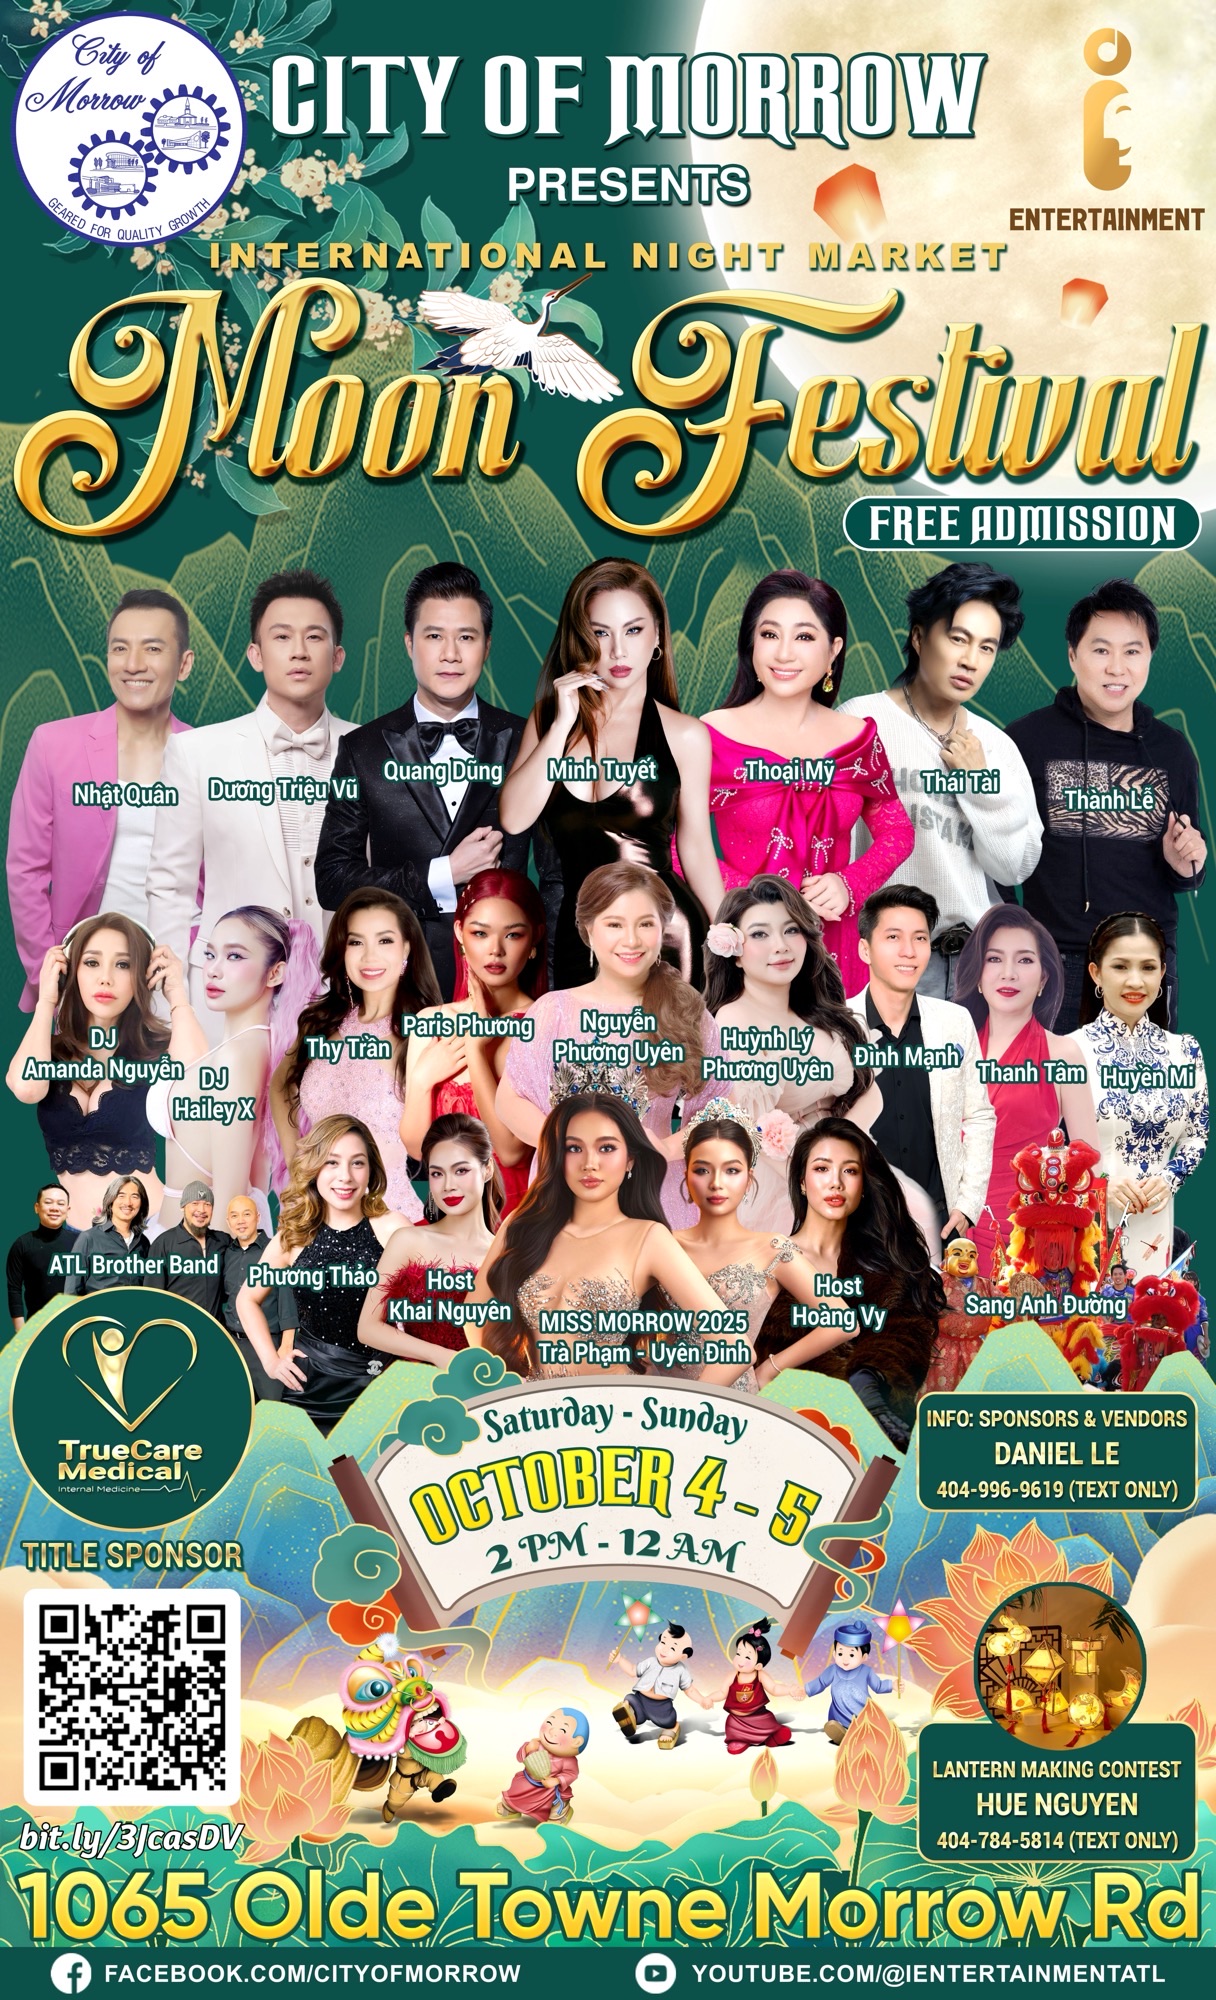 City of
Morrow
GEARED FOR QUALITY GROWTH
CITY OF MORROW
PRESENTS
ENTERTAINMENT
INTERNATIONAL NIGHT MARKET
Moon Festival
FREE ADMISSION
Nhật Quân
Dương Triệu Vũ
Quang Dũng
Minh Tuyết
Thoại Mỹ
Thái Tài
Thành Lễ
DJ
Amanda Nguyễn
DJ
Hailey X
Thy Trần
Paris Phương
Nguyễn
Phương Uyên
Huỳnh Lý
Phương Uyên
Đình Mạnh
Thanh Tâm
Huyền Mi
ATL Brother Band
Phương Thảo
Host
Khai Nguyên
MISS MORROW 2025
Trà Phạm - Uyên Đinh
Host
Hoàng Vy
Sang Anh Đường
TrueCare
Medical
Internal Medicine
TITLE SPONSOR
Saturday - Sunday
OCTOBER 4 - 5
2 PM - 12 AM
INFO: SPONSORS & VENDORS
DANIEL LE
404-996-9619 (TEXT ONLY)
LANTERN MAKING CONTEST
HUE NGUYEN
404-784-5814 (TEXT ONLY)
bit.ly/3JcasDV
1065 Olde Towne Morrow Rd
FACEBOOK.COM/CITYOFMORROW
YOUTUBE.COM/@IENTERTAINMENTATL